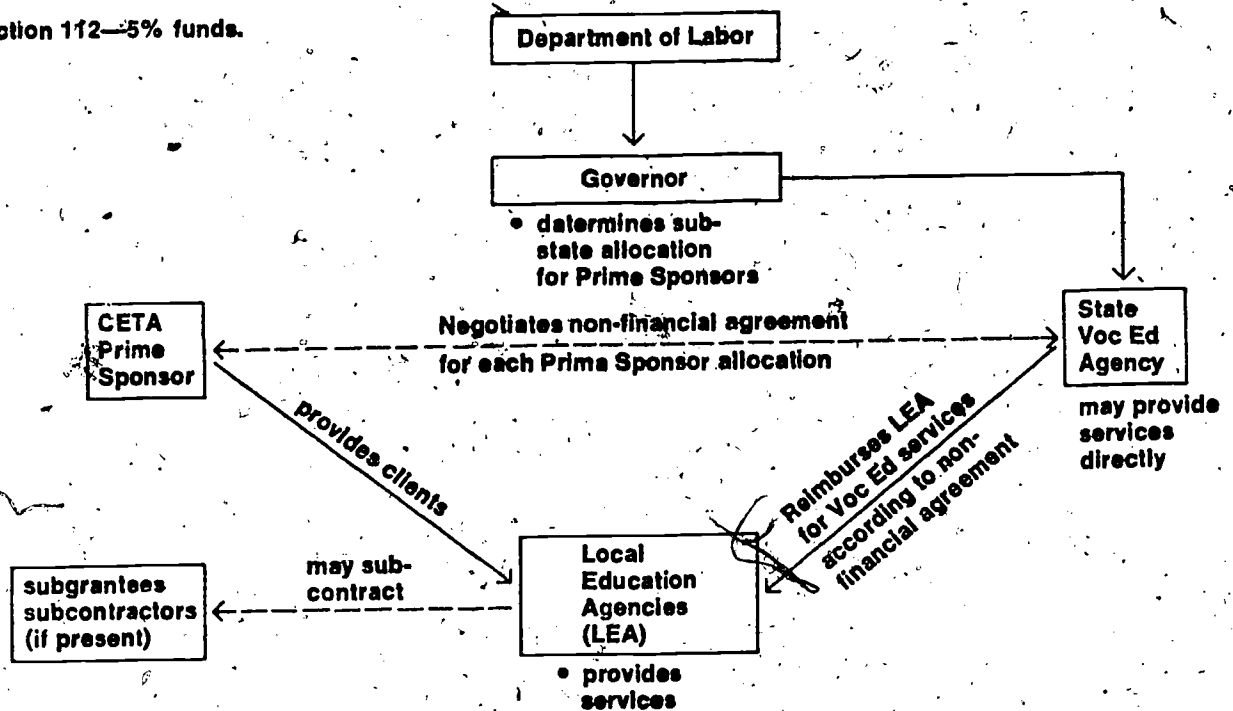 ction 112—5% funds.
Department of Labor
Governor
• datermines sub-
state allocation
for Prime Sponsors
CETA
Prime
Sponsor
Negotiates non-financial agreement
for each Prima Sponsor allocation
State
Voc Ed
Agency
may provide
services
directly
provides clients
Reimburses LEA
for Voc Ed services
according to non-
financial agreement
subgrantees
subcontractors
(if present)
may sub-
contract
Local
Education
Agencies
(LEA)
• provides
services